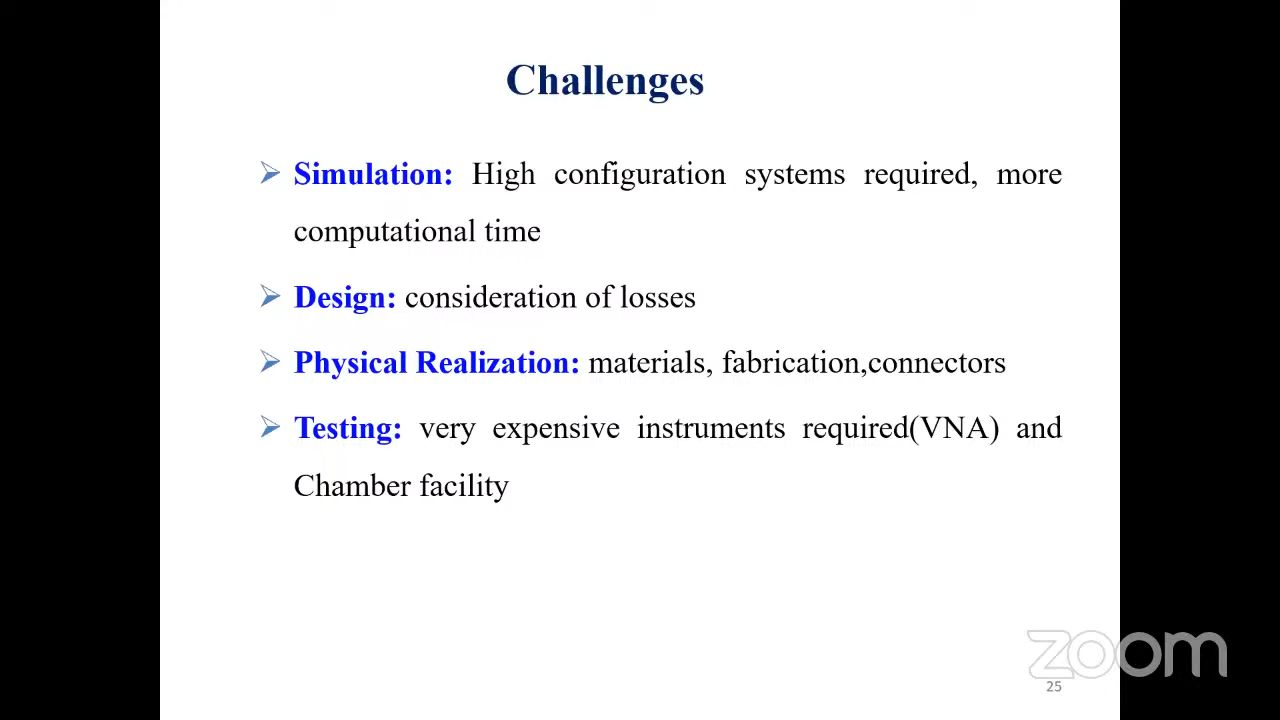 Challenges
Simulation: High configuration systems required, more
computational time
Design: consideration of losses
Physical Realization: materials, fabrication,connectors
Testing: very expensive instruments required(VNA) and
Chamber facility
zoom
25